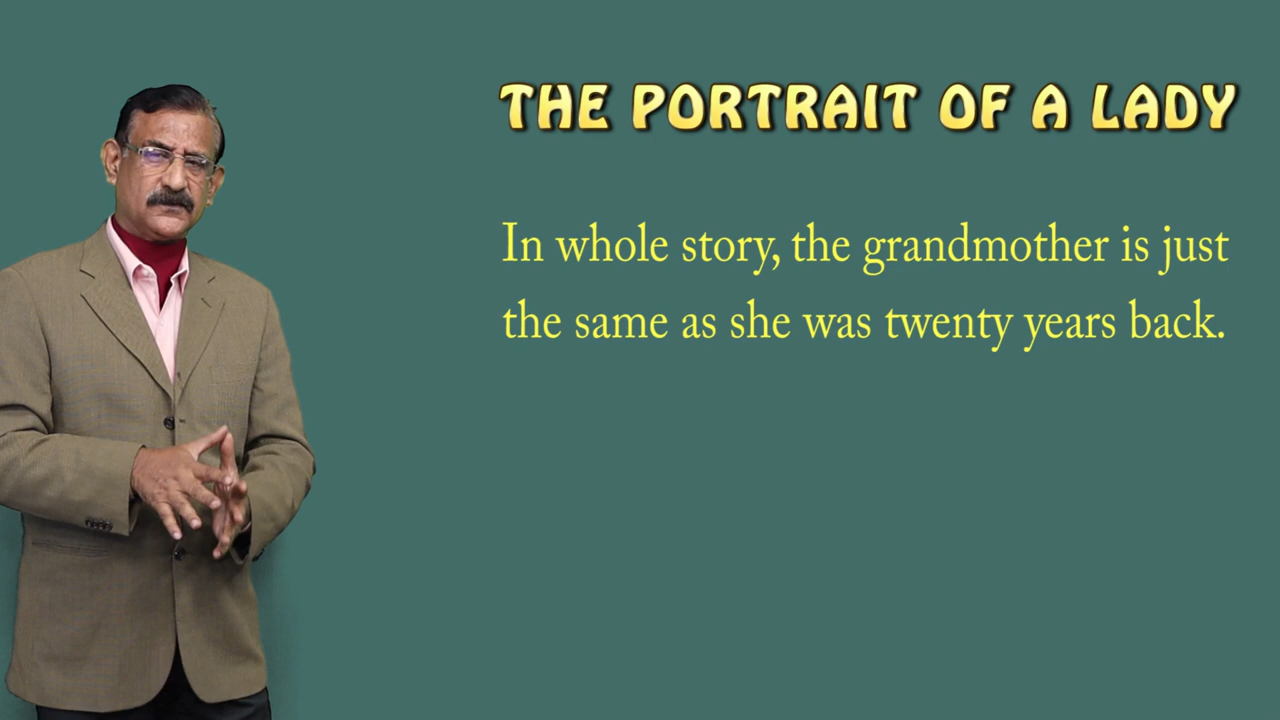 THE PORTRAIT OF A LADY
In whole story, the grandmother is just
the same as she was twenty years back.